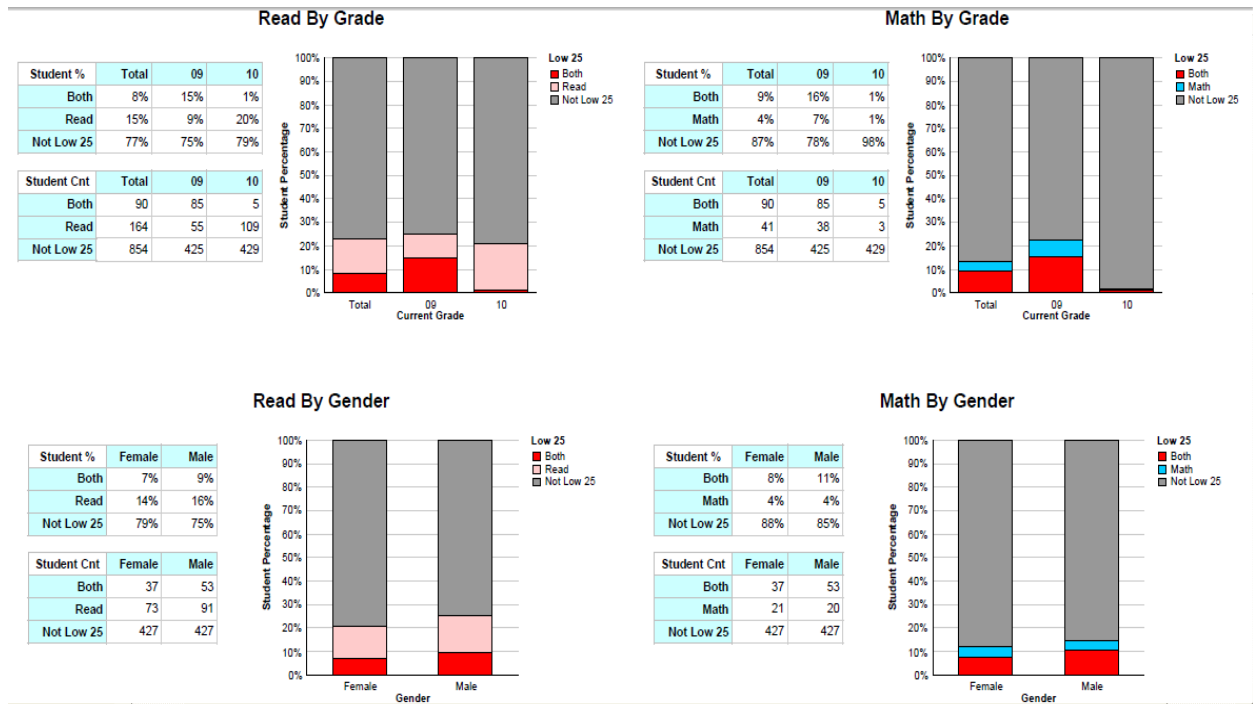 Read By Grade
Student % Total 09 10
Both 8% 15% 1%
Read 15% 9% 20%
Not Low 25 77% 75% 79%
Student Cnt Total 09 10
Both 90 85 5
Read 164 55 109
Not Low 25 854 425 429
Student Percentage
100%
90%
80%
70%
60%
50%
40%
30%
20%
10%
0%
Total 09 10
Current Grade
Low 25
Both
Read
Not Low 25
Math By Grade
Student % Total 09 10
Both 9% 16% 1%
Math 4% 7% 1%
Not Low 25 87% 78% 98%
Student Cnt Total 09 10
Both 90 85 5
Math 41 38 3
Not Low 25 854 425 429
Student Percentage
100%
90%
80%
70%
60%
50%
40%
30%
20%
10%
0%
Total 09 10
Current Grade
Low 25
Both
Math
Not Low 25
Read By Gender
Student % Female Male
Both 7% 9%
Read 14% 16%
Not Low 25 79% 75%
Student Cnt Female Male
Both 37 53
Read 73 91
Not Low 25 427 427
Student Percentage
100%
90%
80%
70%
60%
50%
40%
30%
20%
10%
0%
Female Male
Gender
Low 25
Both
Read
Not Low 25
Math By Gender
Student % Female Male
Both 8% 11%
Math 4% 4%
Not Low 25 88% 85%
Student Cnt Female Male
Both 37 53
Math 21 20
Not Low 25 427 427
Student Percentage
100%
90%
80%
70%
60%
50%
40%
30%
20%
10%
0%
Female Male
Gender
Low 25
Both
Math
Not Low 25